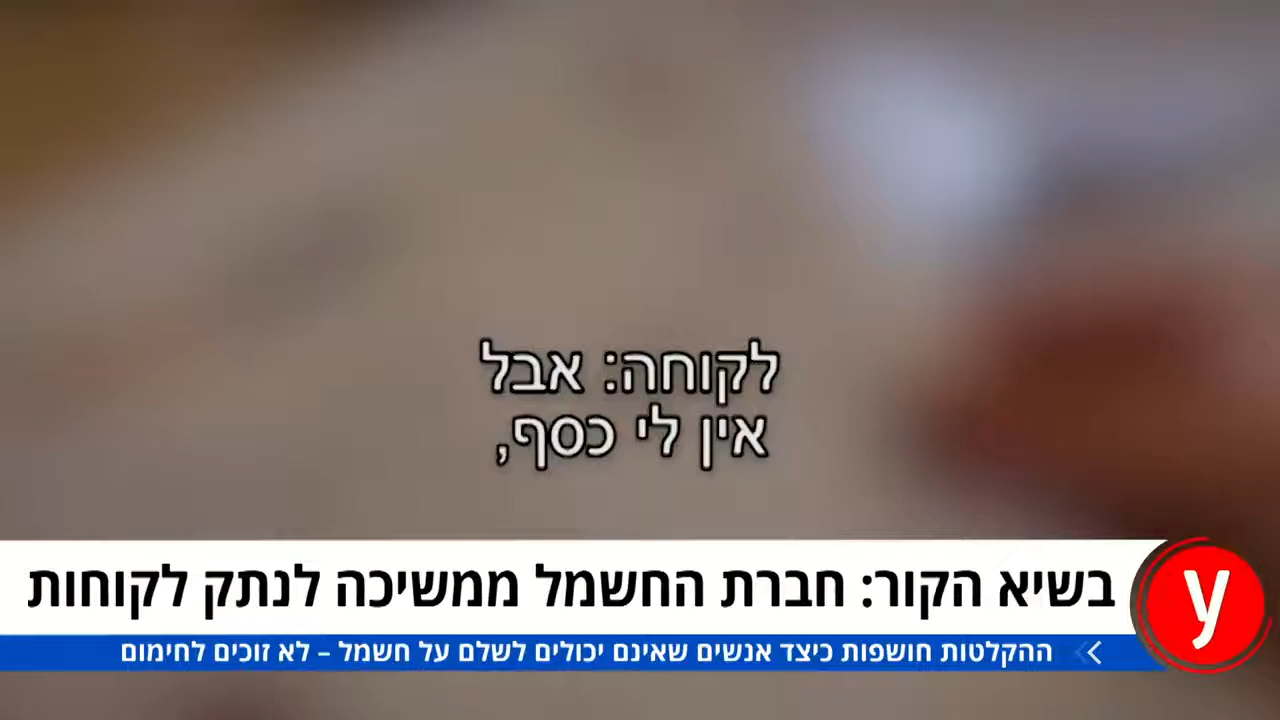 לקוחה: אבל
אין לי כסף,
בשיא הקור: חברת החשמל ממשיכה לנתק לקוחות
ההקלטות חושפות כיצד אנשים שאינם יכולים לשלם על חשמל – לא זוכים לחימום
y